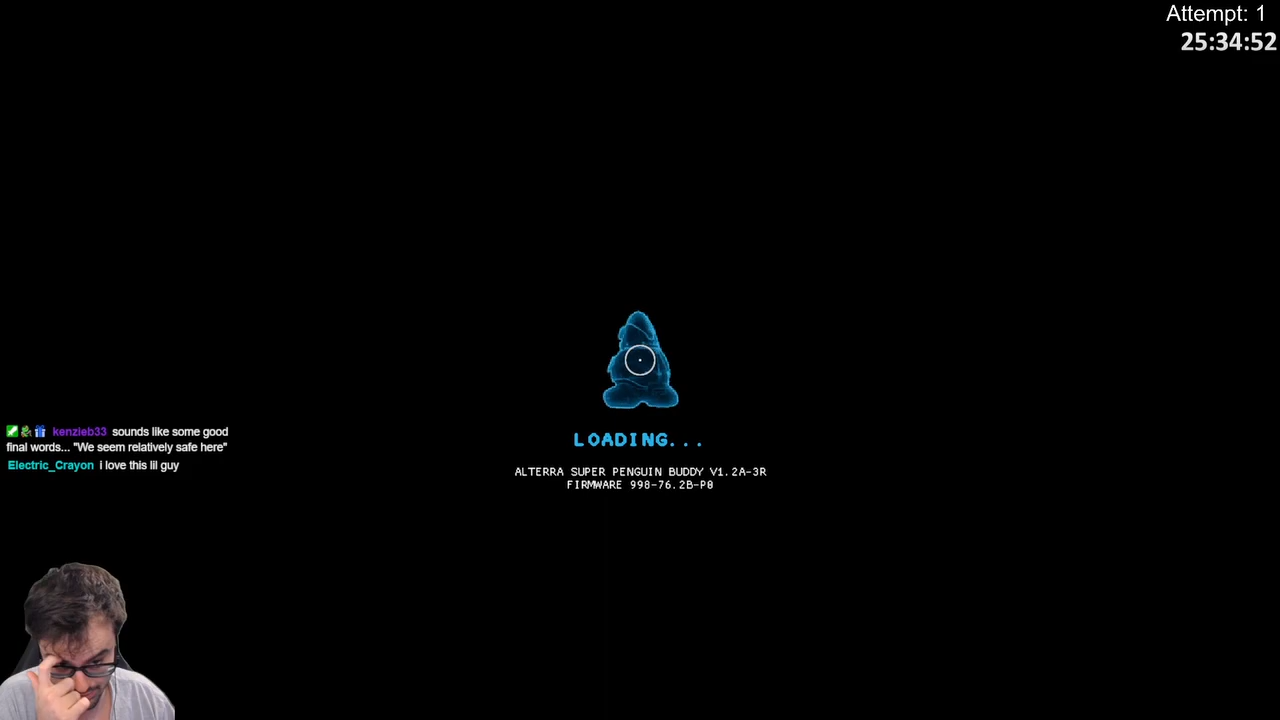 Attempt: 1
25:34:52
LOADING...
ALTERRA SUPER PENGUIN BUDDY V1.2A-3R
FIRMWARE 998-76.2B-P8
kenzieb33 sounds like some good
final words... "We seem relatively safe here"
Electric_Crayon i love this lil guy